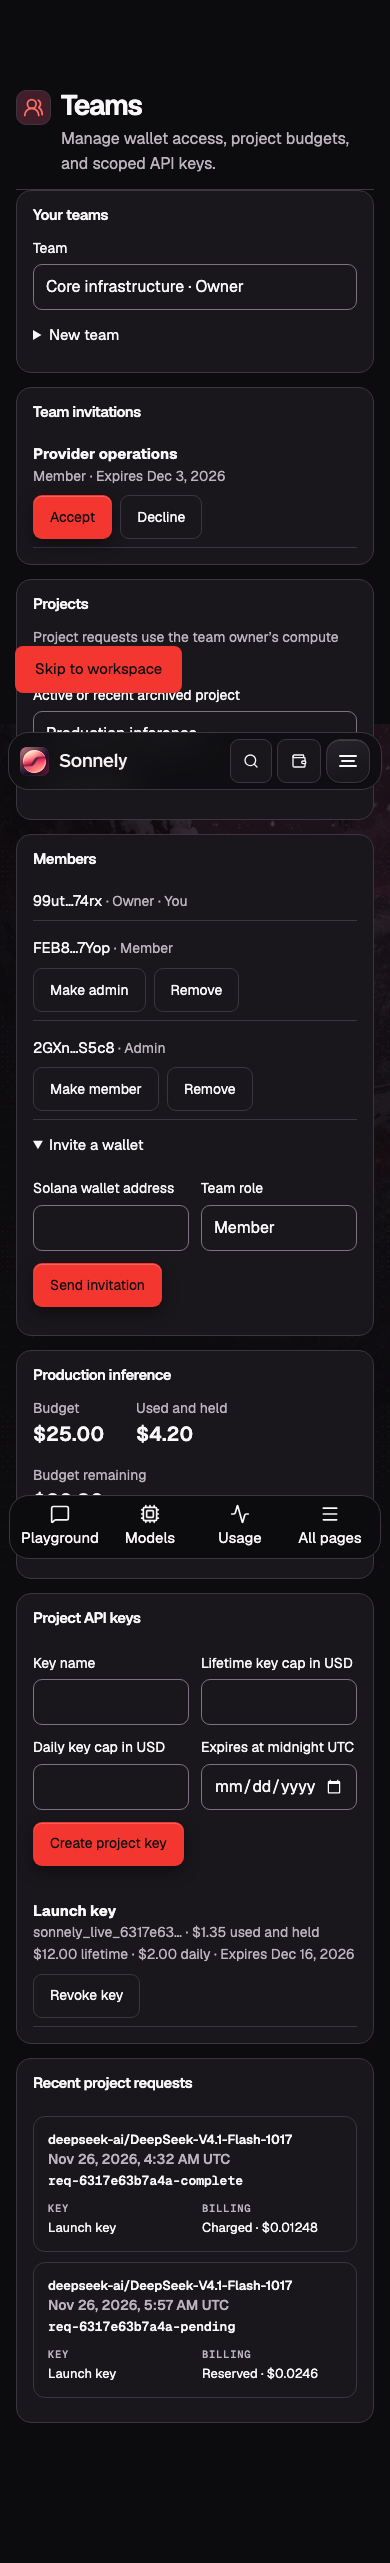 Teams
Manage wallet access, project budgets,
and scoped API keys.
Your teams
Team
Core infrastructure · Owner
New team
Team invitations
Provider operations
Member · Expires Dec 3, 2026
Accept
Decline
Projects
Project requests use the team owner's compute
Skip to workspace
Active or recent archived project
Production inference
Sonnely
Members
99ut...74rx · Owner · You
FEB8...7Yop · Member
Make admin
Remove
2GXn...S5c8 · Admin
Make member
Remove
Invite a wallet
Solana wallet address
Team role
Member
Send invitation
Production inference
Budget
Used and held
$25.00
$4.20
Budget remaining
Playground
Models
Usage
All pages
Project API keys
Key name
Lifetime key cap in USD
Daily key cap in USD
Expires at midnight UTC
mm/dd/yyyy
Create project key
Launch key
sonnely_live_6317e63... · $1.35 used and held
$12.00 lifetime · $2.00 daily · Expires Dec 16, 2026
Revoke key
Recent project requests
deepseek-ai/DeepSeek-V4.1-Flash-1017
Nov 26, 2026, 4:32 AM UTC
req-6317e63b7a4a-complete
KEY
BILLING
Launch key
Charged · $0.01248
deepseek-ai/DeepSeek-V4.1-Flash-1017
Nov 26, 2026, 5:57 AM UTC
req-6317e63b7a4a-pending
KEY
BILLING
Launch key
Reserved · $0.0246